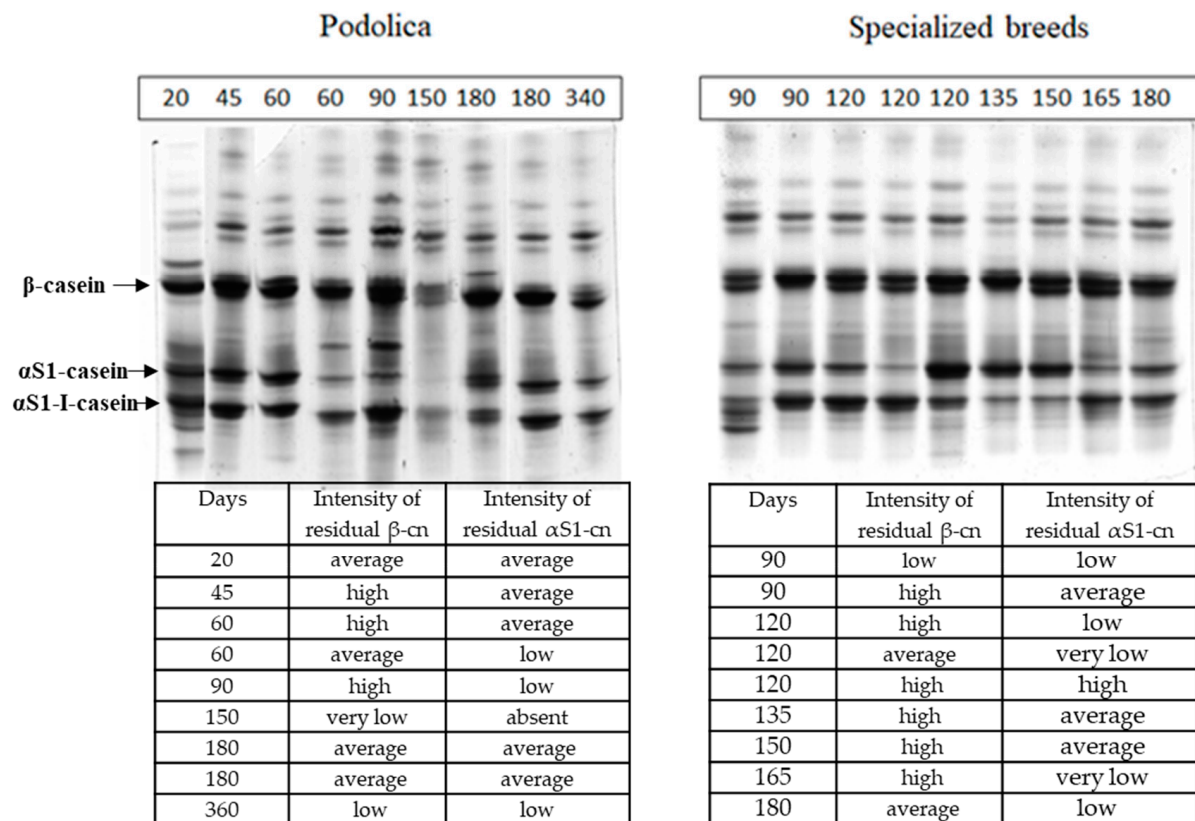 Podolica
Specialized breeds
20 45 60 60 90 150 180 180 340
90 90 120 120 120 135 150 165 180
β-casein
αS1-casein
αS1-I-casein
Days Intensity of residual β-cn Intensity of residual αS1-cn
20 average average
45 high average
60 high average
60 average low
90 high low
150 very low absent
180 average average
180 average average
360 low low
Days Intensity of residual β-cn Intensity of residual αS1-cn
90 low low
90 high average
120 high low
120 average very low
120 high high
135 high average
150 high average
165 high very low
180 average low